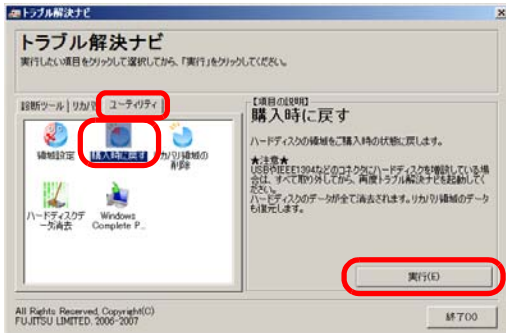 トラブル解決ナビ
トラブル解決ナビ
実行したい項目をクリックして選択してから、「実行」をクリックしてください。
診断ツール
リカバリ
ユーティリティ
領域設定
購入時に戻す
リカバリ領域の
削除
ハードディスクデ
ータ消去
Windows
Complete P...
【項目の説明】
購入時に戻す
ハードディスクの領域をご購入時の状態に戻します。
★注意★
USBやIEEE1394などのコネクタにハードディスクを増設している場
合は、すべて取り外してから、再度トラブル解決ナビを起動してく
ださい。
ハードディスクのデータが全て消去されます。リカバリ領域のデータ
も復元します。
実行(E)
All Rights Reserved, Copyright(C)
FUJITSU LIMITED. 2006-2007
終了(X)